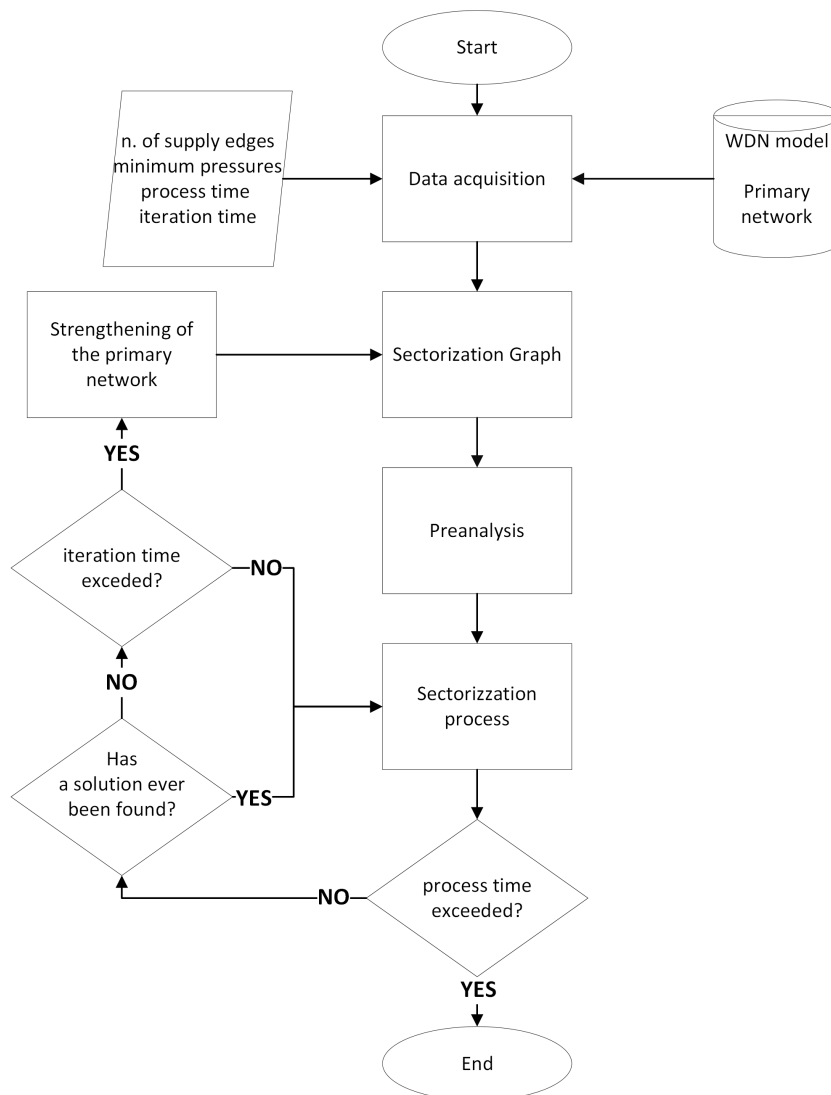 Start
n. of supply edges
minimum pressures
process time
iteration time
Data acquisition
WDN model
Primary
network
Strengthening of
the primary
network
Sectorization Graph
YES
Preanalysis
iteration time
exceded?
NO
NO
Sectorizzation
process
Has
a solution ever
been found?
YES
process time
exceeded?
NO
YES
End